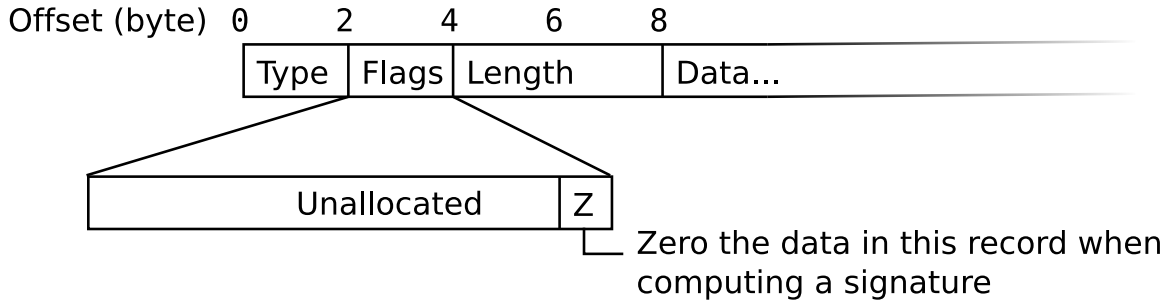 Offset (byte) 0 2 4 6 8
Type Flags Length Data...
Unallocated Z
Zero the data in this record when
computing a signature